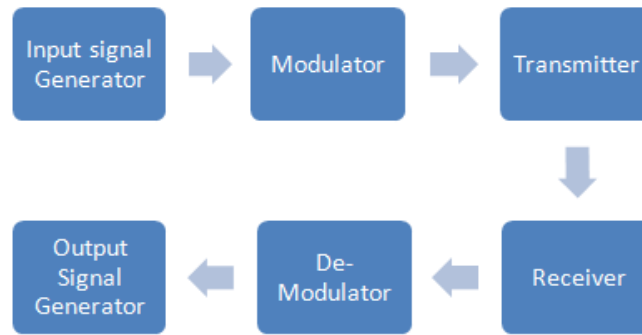 Input signal
Generator
Modulator
Transmitter
Output
Signal
Generator
De-
Modulator
Receiver